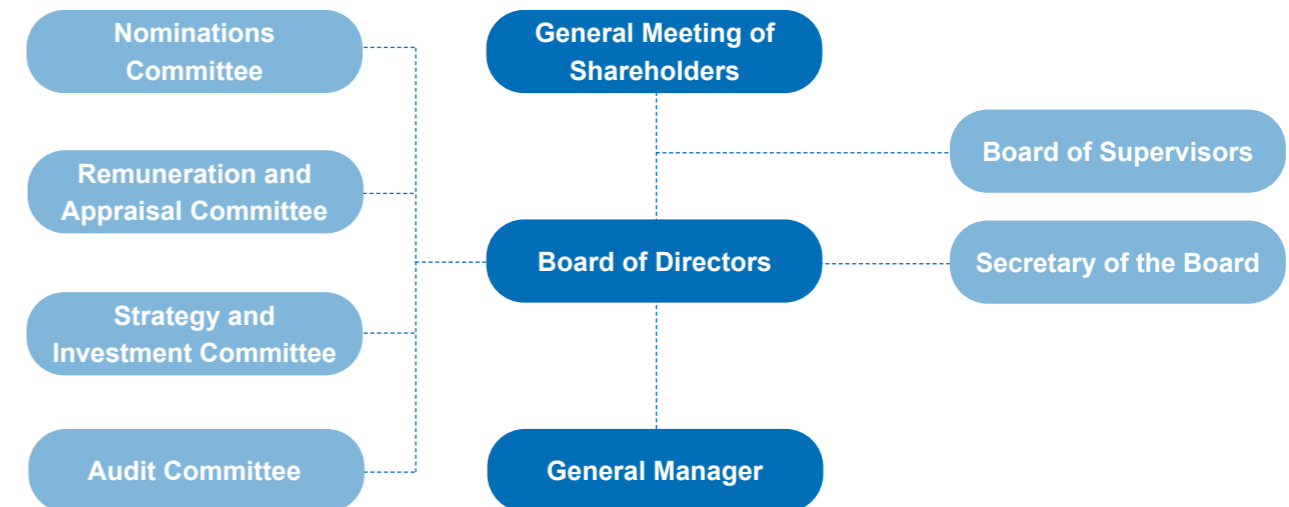 Nominations
Committee
General Meeting of
Shareholders
Board of Supervisors
Remuneration and
Appraisal Committee
Board of Directors
Secretary of the Board
Strategy and
Investment Committee
Audit Committee
General Manager